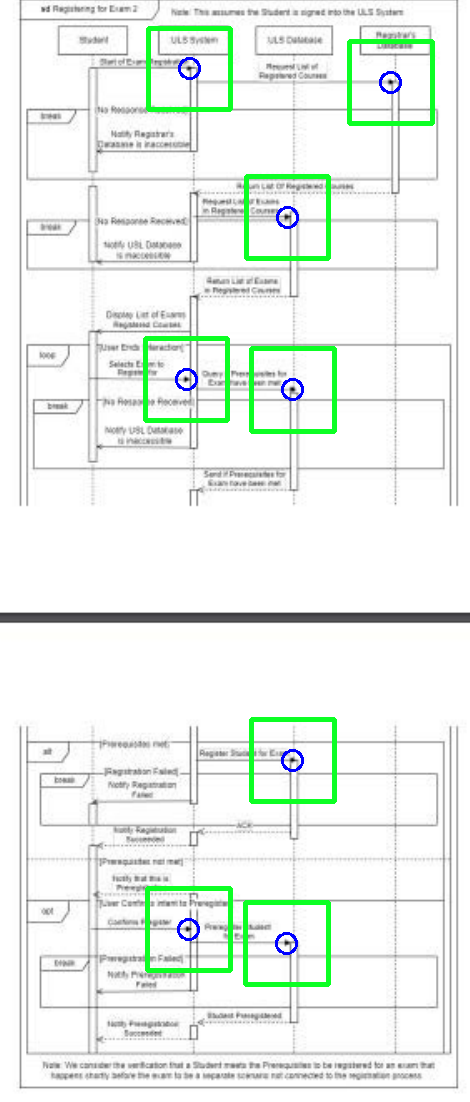 sd Registering for Exam 2
Note: This assumes the Student is signed into the ULS System
Student
ULS System
ULS Database
Registrar's
Database
Start of Exam Registration
Request List of
Registered Courses
break
[No Response Received]
Notify Registrar's
Database is inaccessible
Return List Of Registered Courses
Request List of Exams
in Registered Courses
break
[No Response Received]
Notify USL Database
is inaccessible
Return List of Exams
in Registered Courses
Display List of Exams
Registered Courses
loop
[User Ends Interaction]
Selects Exam to
Register for
Query if Prerequisites for
Exam have been met
break
[No Response Received]
Notify USL Database
is inaccessible
Send if Prerequisites for
Exam have been met
alt
[Prerequisites met]
Register Student for Exam
break
[Registration Failed]
Notify Registration
Failed
ACK
Notify Registration
Succeeded
[Prerequisites not met]
Notify that this is
opt
[User Confirms intent to Preregister
Confirms Register
Preregister Student
for Exam
break
[Preregistration Failed]
Notify Preregistration
Failed
Student Preregistered
Notify Preregistration
Succeeded
Note: We consider the verification that a Student meets the Prerequisites to be registered for an exam that
happens shortly before the exam to be a separate scenario not connected to the registration process